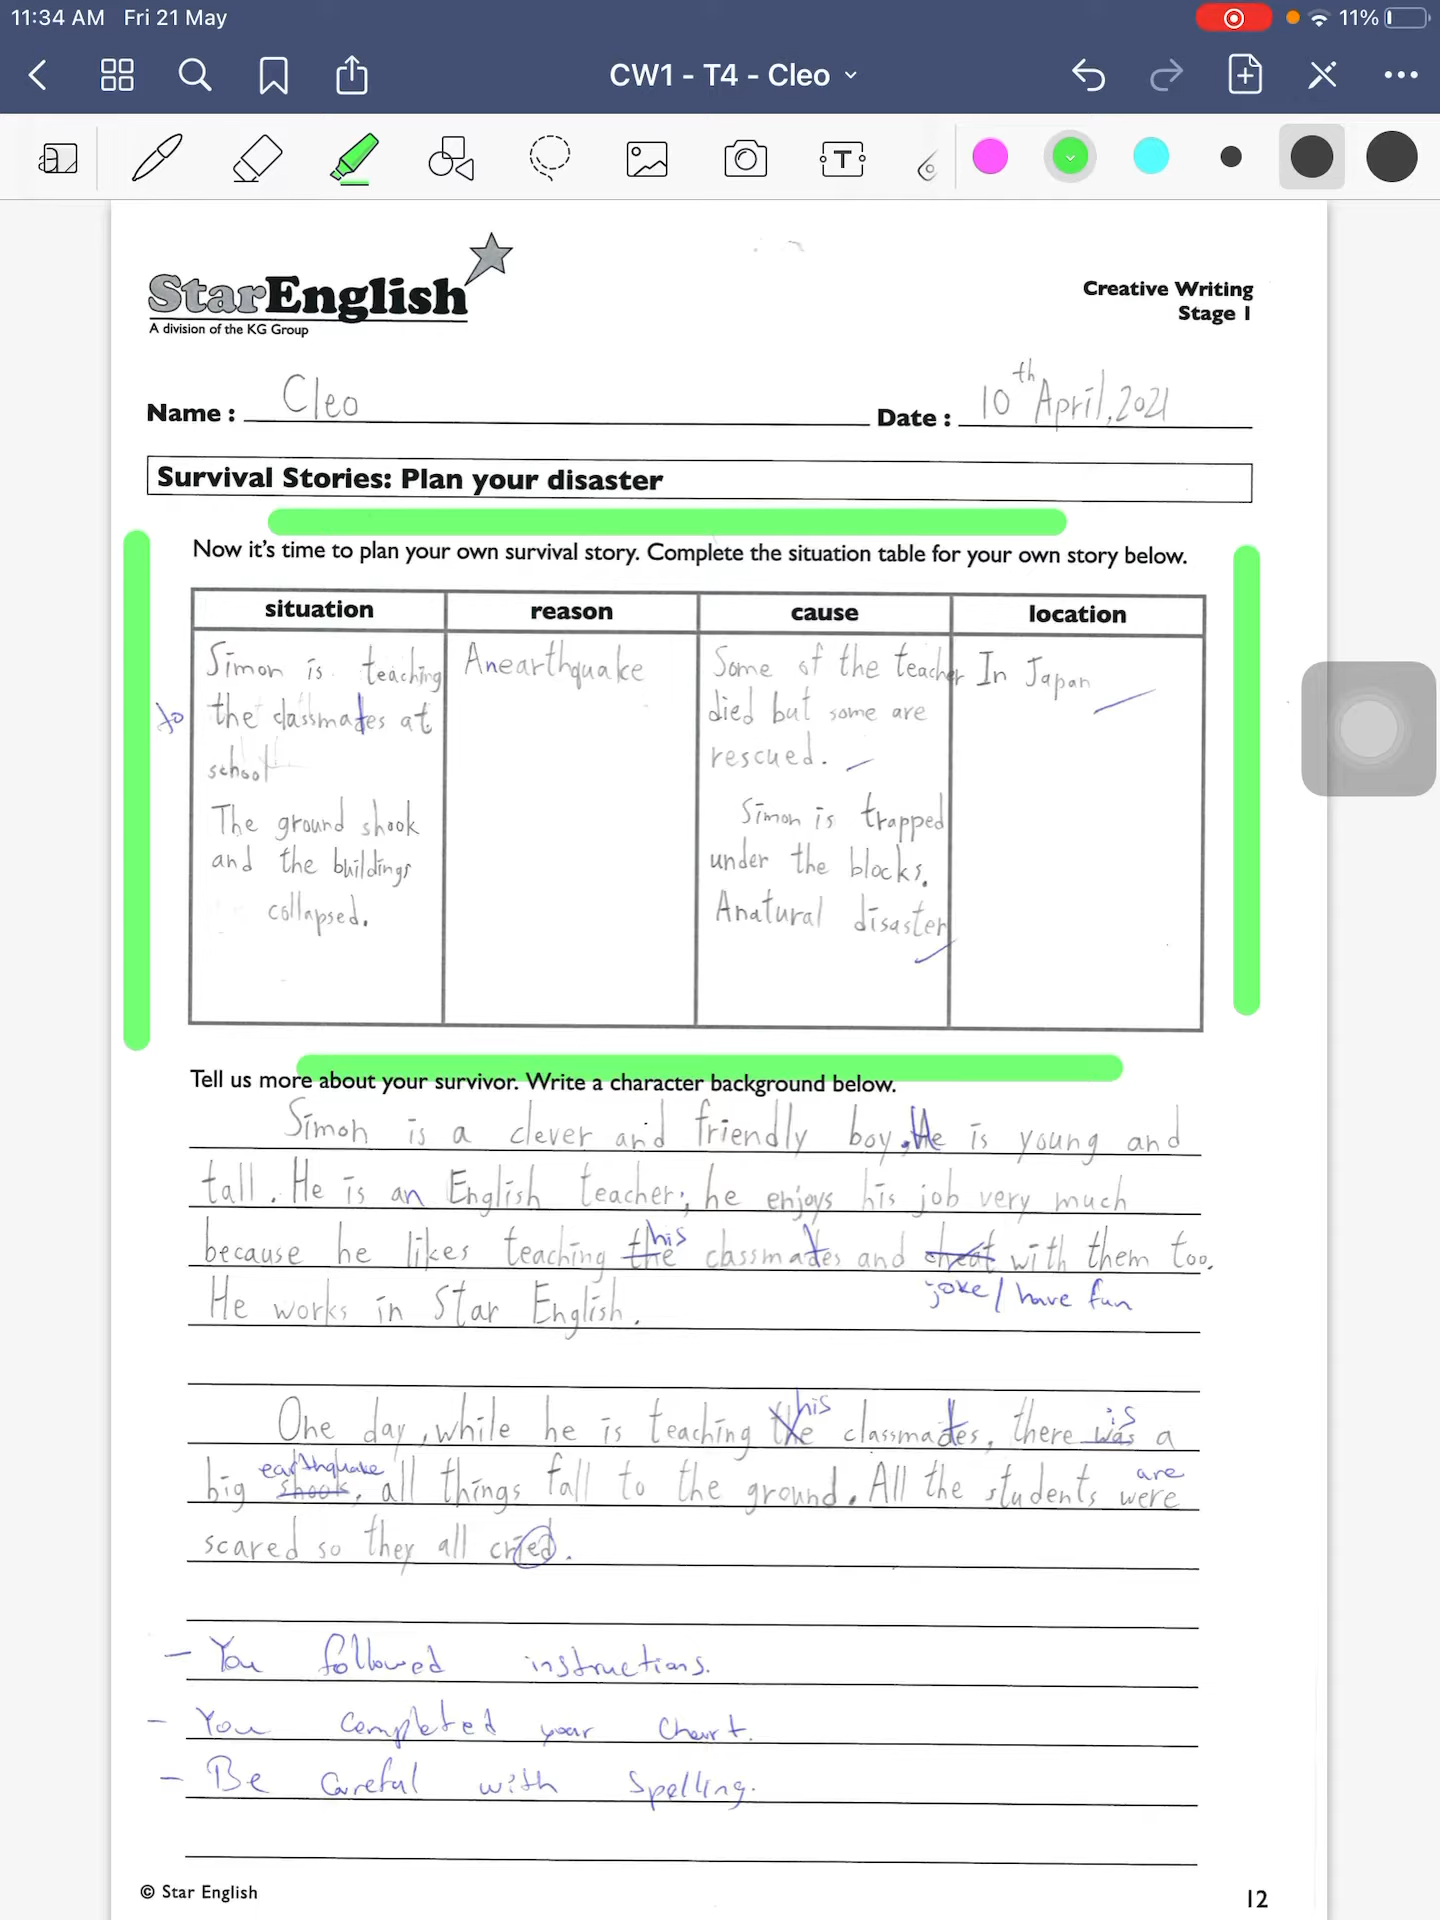 11:34 AM Fri 21 May
11%
CW1 - T4 - Cleo
StarEnglish
A division of the KG Group
Creative Writing
Stage 1
Name : Cleo
Date : 10th April, 2021
Survival Stories: Plan your disaster
Now it's time to plan your own survival story. Complete the situation table for your own story below.
situation reason cause location
Simon is teaching
to the classmates at
school
The ground shook
and the buildings
collapsed.
An earthquake
Some of the teacher
died but some are
rescued.
Simon is trapped
under the blocks.
A natural disaster
In Japan
Tell us more about your survivor. Write a character background below.
Simon is a clever and friendly boy. He is young and
tall. He is an English teacher, he enjoys his job very much
his
because he likes teaching the classmates and cheat with them too.
joke / have fun
He works in Star English.
his is
One day, while he is teaching the classmates, there was a
earthquake are
big shook, all things fall to the ground. All the students were
scared so they all cried.
- You followed instructions.
- You completed your chart.
- Be careful with spelling.
© Star English
12